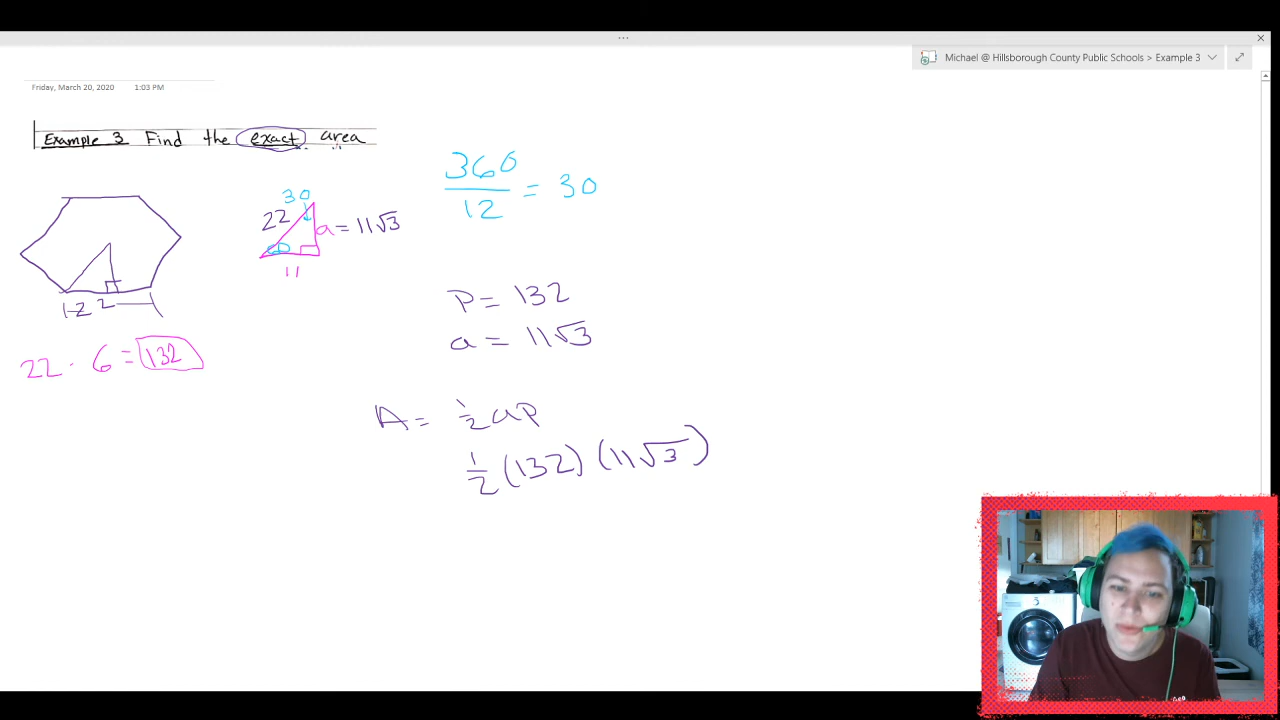 Michael @ Hillsborough County Public Schools > Example 3
Friday, March 20, 2020 1:03 PM
Example 3 Find the exact area
360
12
= 30
30
22
a = 11√3
60
11
22
22 · 6 = 132
P = 132
a = 11√3
A = 1/2 aP
1/2 (132) (11√3)